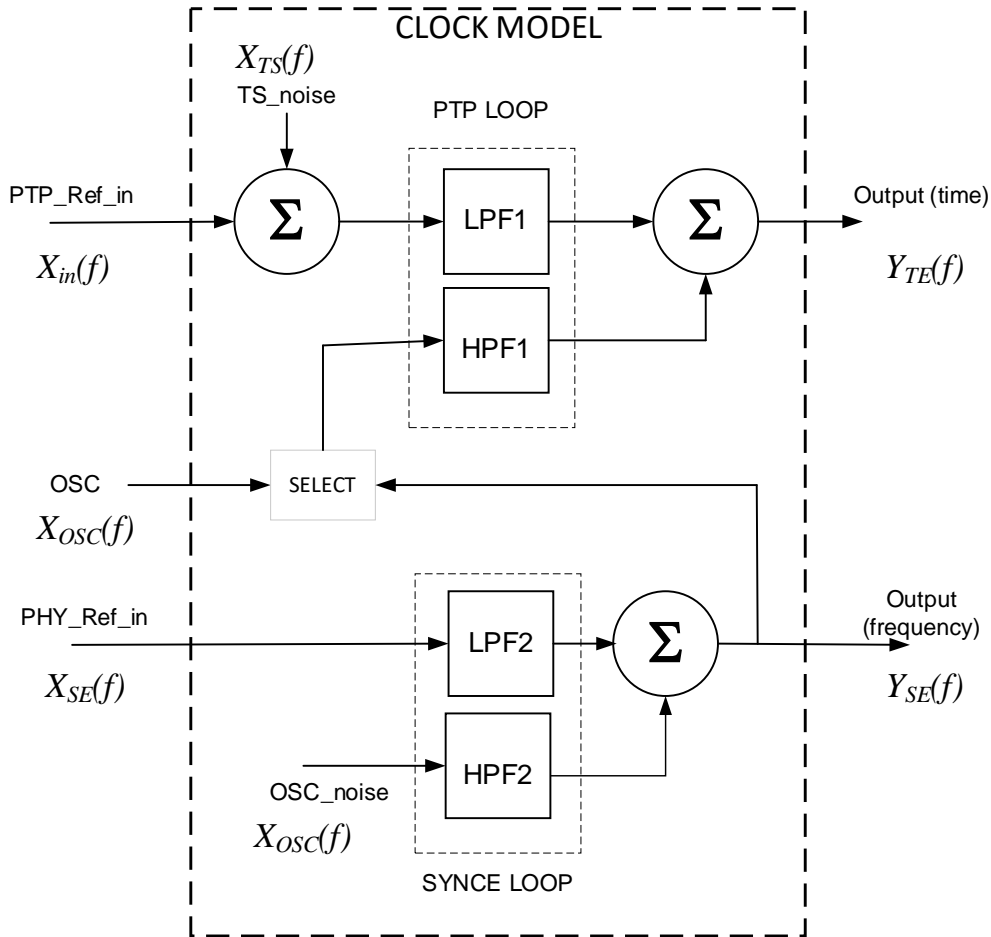 CLOCK MODEL
X_TS(f)
TS_noise
PTP LOOP
PTP_Ref_in
X_in(f)
Σ
LPF1
Σ
Output (time)
Y_TE(f)
HPF1
OSC
X_OSC(f)
SELECT
PHY_Ref_in
X_SE(f)
LPF2
Σ
Output
(frequency)
Y_SE(f)
HPF2
OSC_noise
X_OSC(f)
SYNCE LOOP